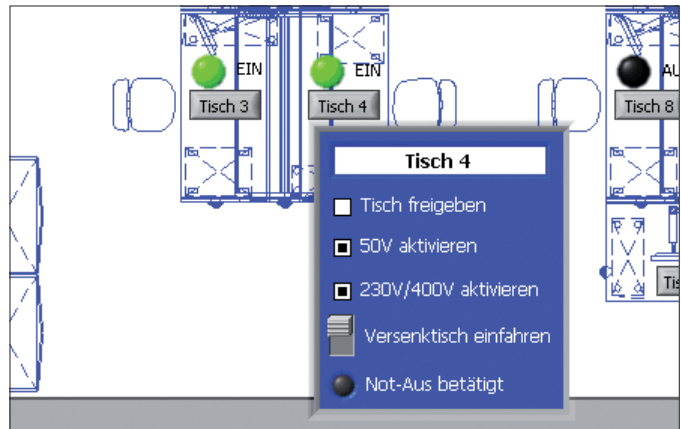 EIN
EIN
Tisch 3
Tisch 4
Tisch 8
Tisch 4
Tisch freigeben
50V aktivieren
230V/400V aktivieren
Versenktisch einfahren
Not-Aus betätigt